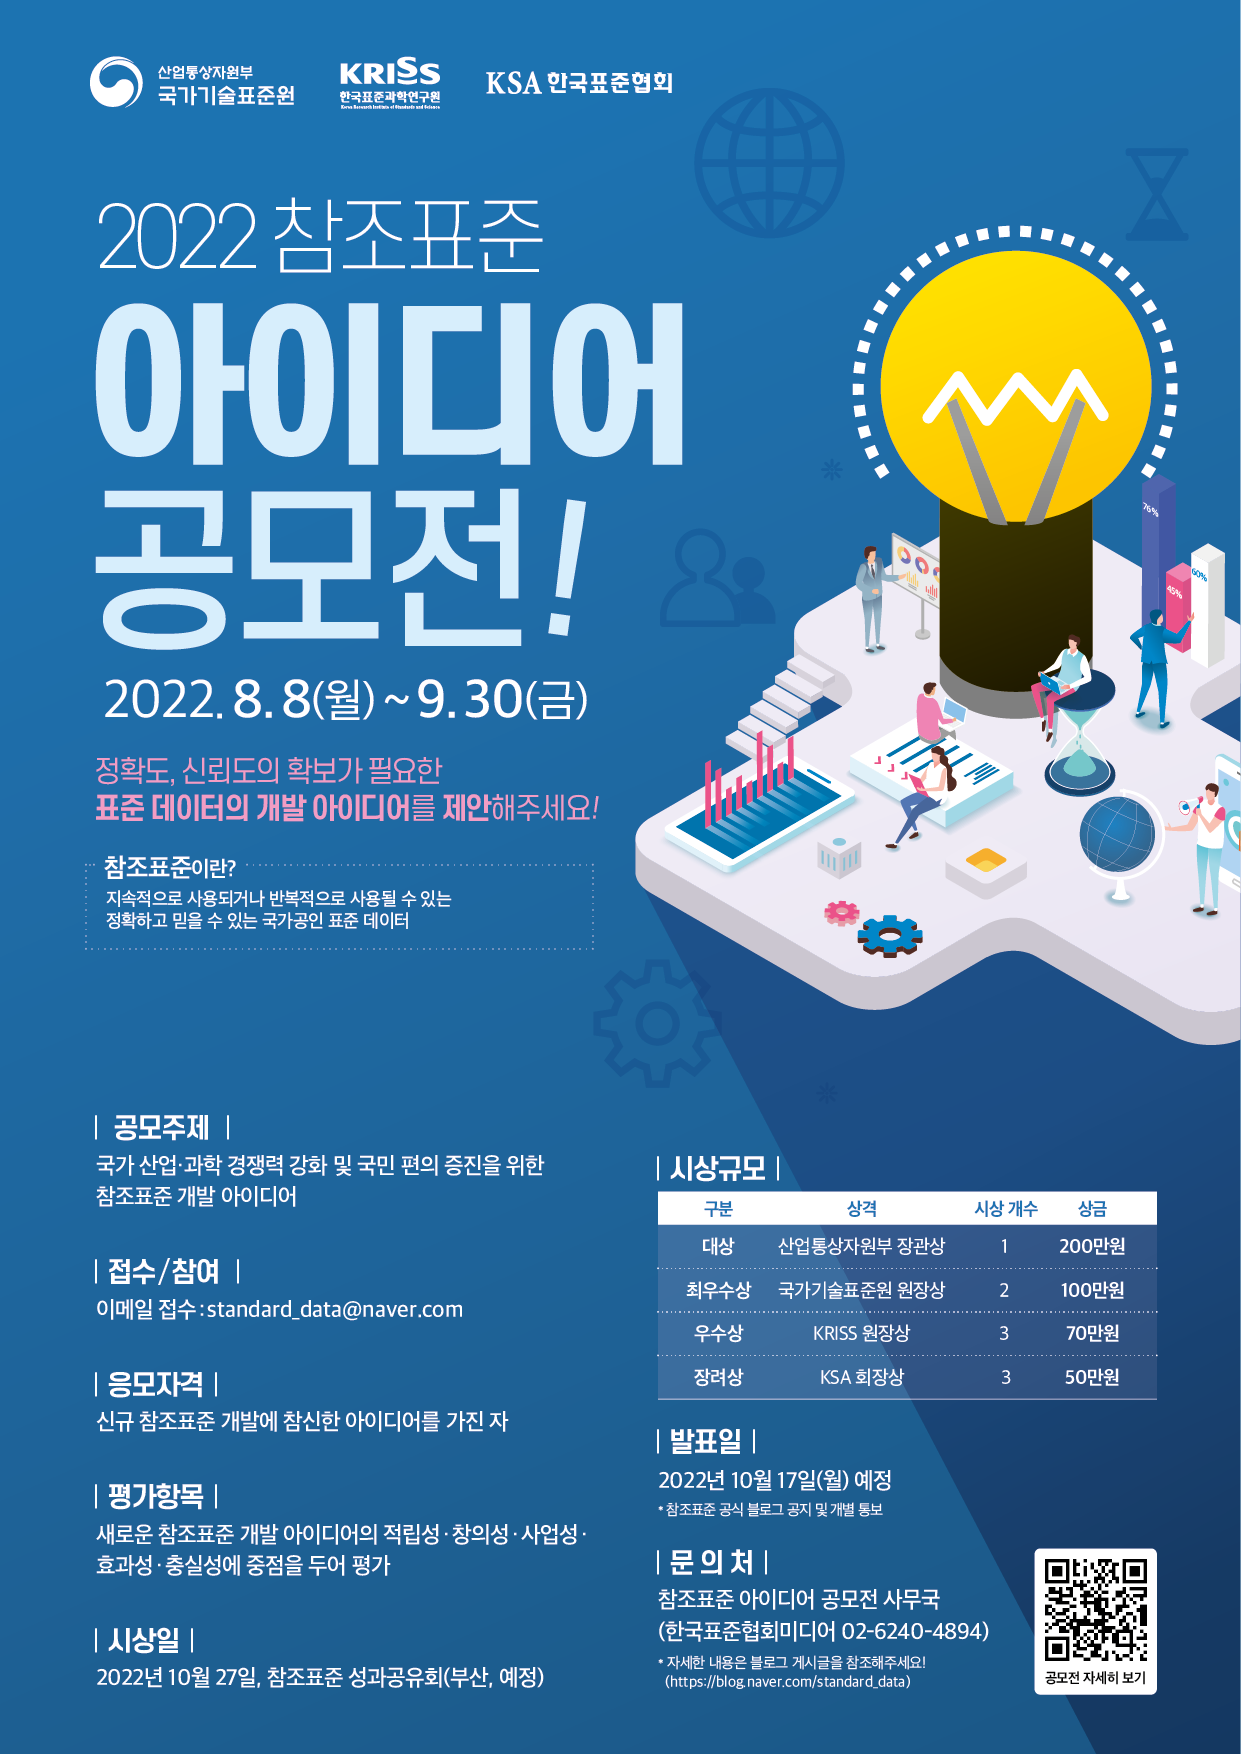 산업통상자원부
국가기술표준원
KRISS
한국표준과학연구원
Korea Research Institute of Standards and Science
KSA 한국표준협회
2022 참조표준
아이디어
공모전!
2022. 8. 8(월) ~ 9. 30(금)
정확도, 신뢰도의 확보가 필요한
표준 데이터의 개발 아이디어를 제안해주세요!
참조표준이란?
지속적으로 사용되거나 반복적으로 사용될 수 있는
정확하고 믿을 수 있는 국가공인 표준 데이터
76%
45%
60%
공모주제
국가 산업·과학 경쟁력 강화 및 국민 편의 증진을 위한
참조표준 개발 아이디어
접수/참여
이메일 접수 : standard_data@naver.com
응모자격
신규 참조표준 개발에 참신한 아이디어를 가진 자
평가항목
새로운 참조표준 개발 아이디어의 적립성 · 창의성 · 사업성 ·
효과성 · 충실성에 중점을 두어 평가
시상일
2022년 10월 27일, 참조표준 성과공유회(부산, 예정)
시상규모
구분 상격 시상 개수 상금
대상 산업통상자원부 장관상 1 200만원
최우수상 국가기술표준원 원장상 2 100만원
우수상 KRISS 원장상 3 70만원
장려상 KSA 회장상 3 50만원
발표일
2022년 10월 17일(월) 예정
* 참조표준 공식 블로그 공지 및 개별 통보
문 의 처
참조표준 아이디어 공모전 사무국
(한국표준협회미디어 02-6240-4894)
* 자세한 내용은 블로그 게시글을 참조해주세요!
(https://blog.naver.com/standard_data)
공모전 자세히 보기